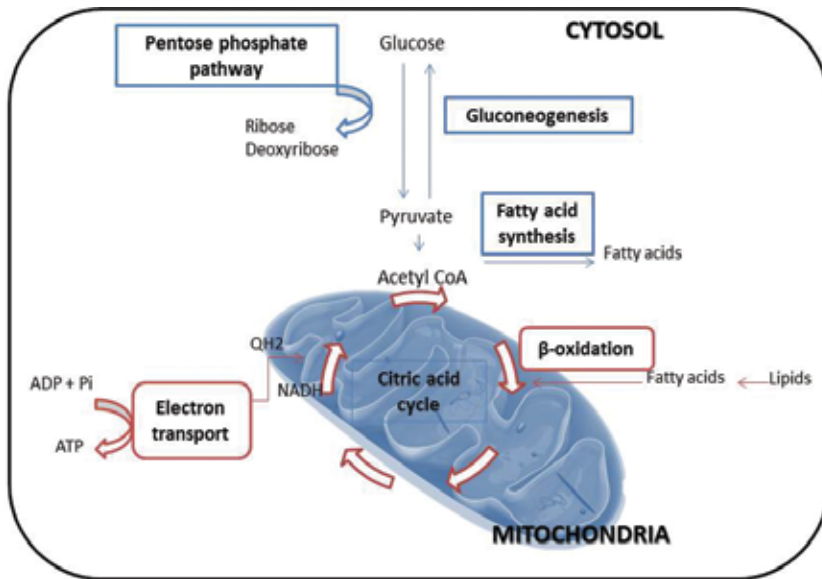 CYTOSOL
Pentose phosphate
pathway
Glucose
Gluconeogenesis
Ribose
Deoxyribose
Pyruvate
Fatty acid
synthesis
Fatty acids
Acetyl CoA
QH2
β-oxidation
ADP + Pi
NADH
Citric acid
cycle
Fatty acids
Lipids
Electron
transport
ATP
MITOCHONDRIA